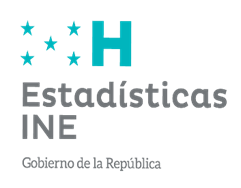 H
Estadísticas
INE
Gobierno de la República